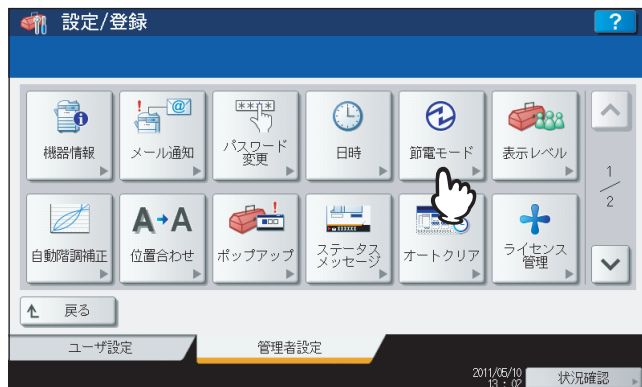 設定/登録
?
機器情報
! @
メール通知
****
パスワード
変更
日時
節電モード
表示レベル
1
2
自動階調補正
A A
位置合わせ
ポップアップ
ステータス
メッセージ
オートクリア
ライセンス
管理
戻る
ユーザ設定
管理者設定
2011/05/10
13 : 02
状況確認